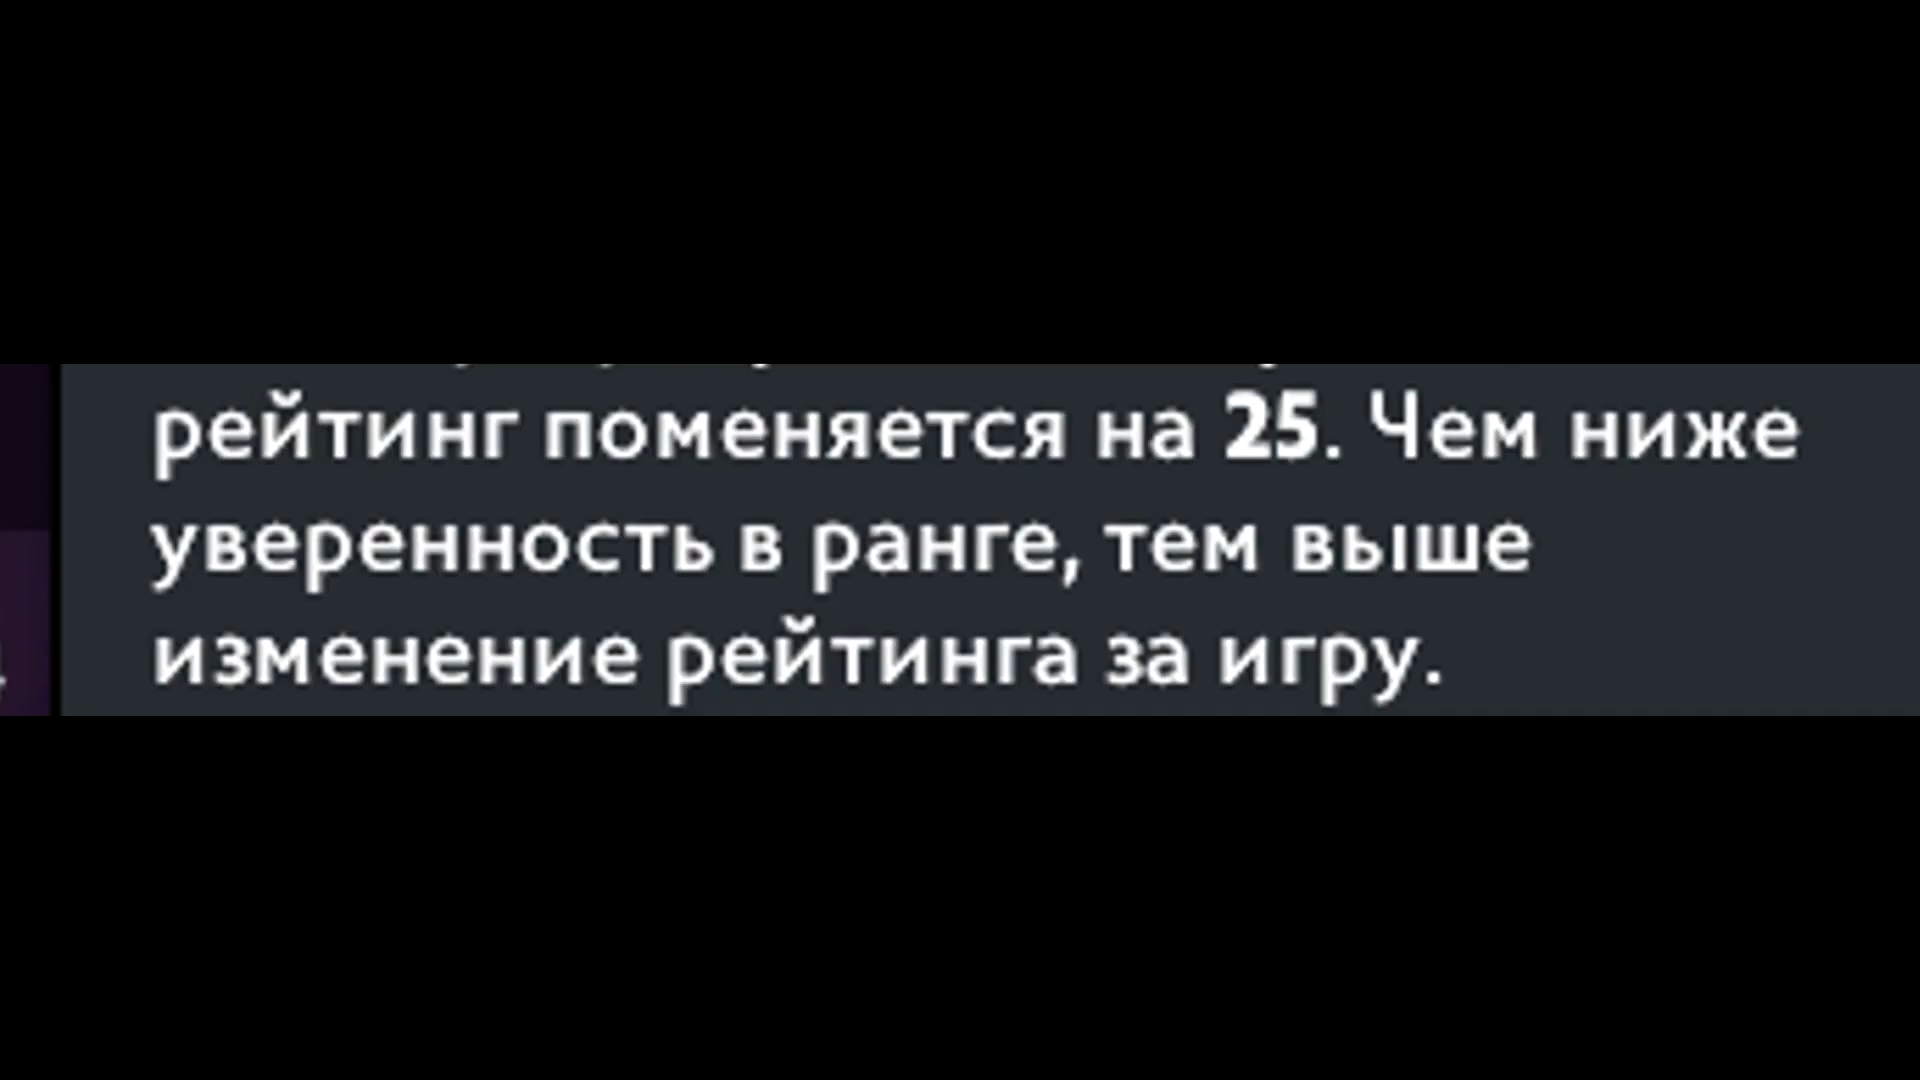 рейтинг поменяется на 25. Чем ниже
уверенность в ранге, тем выше
изменение рейтинга за игру.